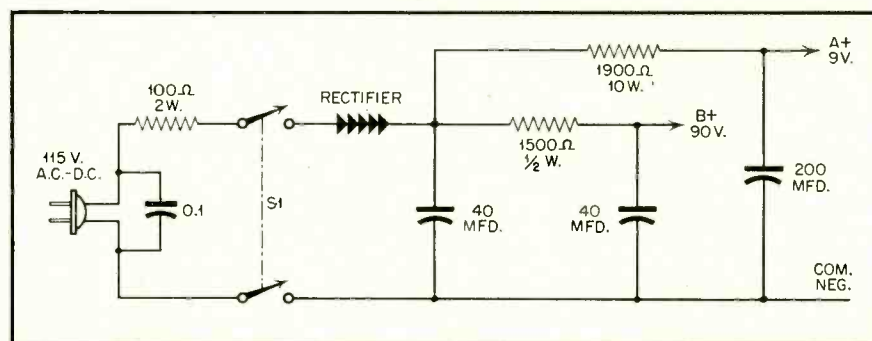 A+
9V.
1900Ω
10W.
100Ω
2W.
RECTIFIER
B+
90V.
1500Ω
1/2 W.
115 V.
A.C.-D.C.
0.1
S1
40
MFD.
40
MFD.
200
MFD.
COM.
NEG.